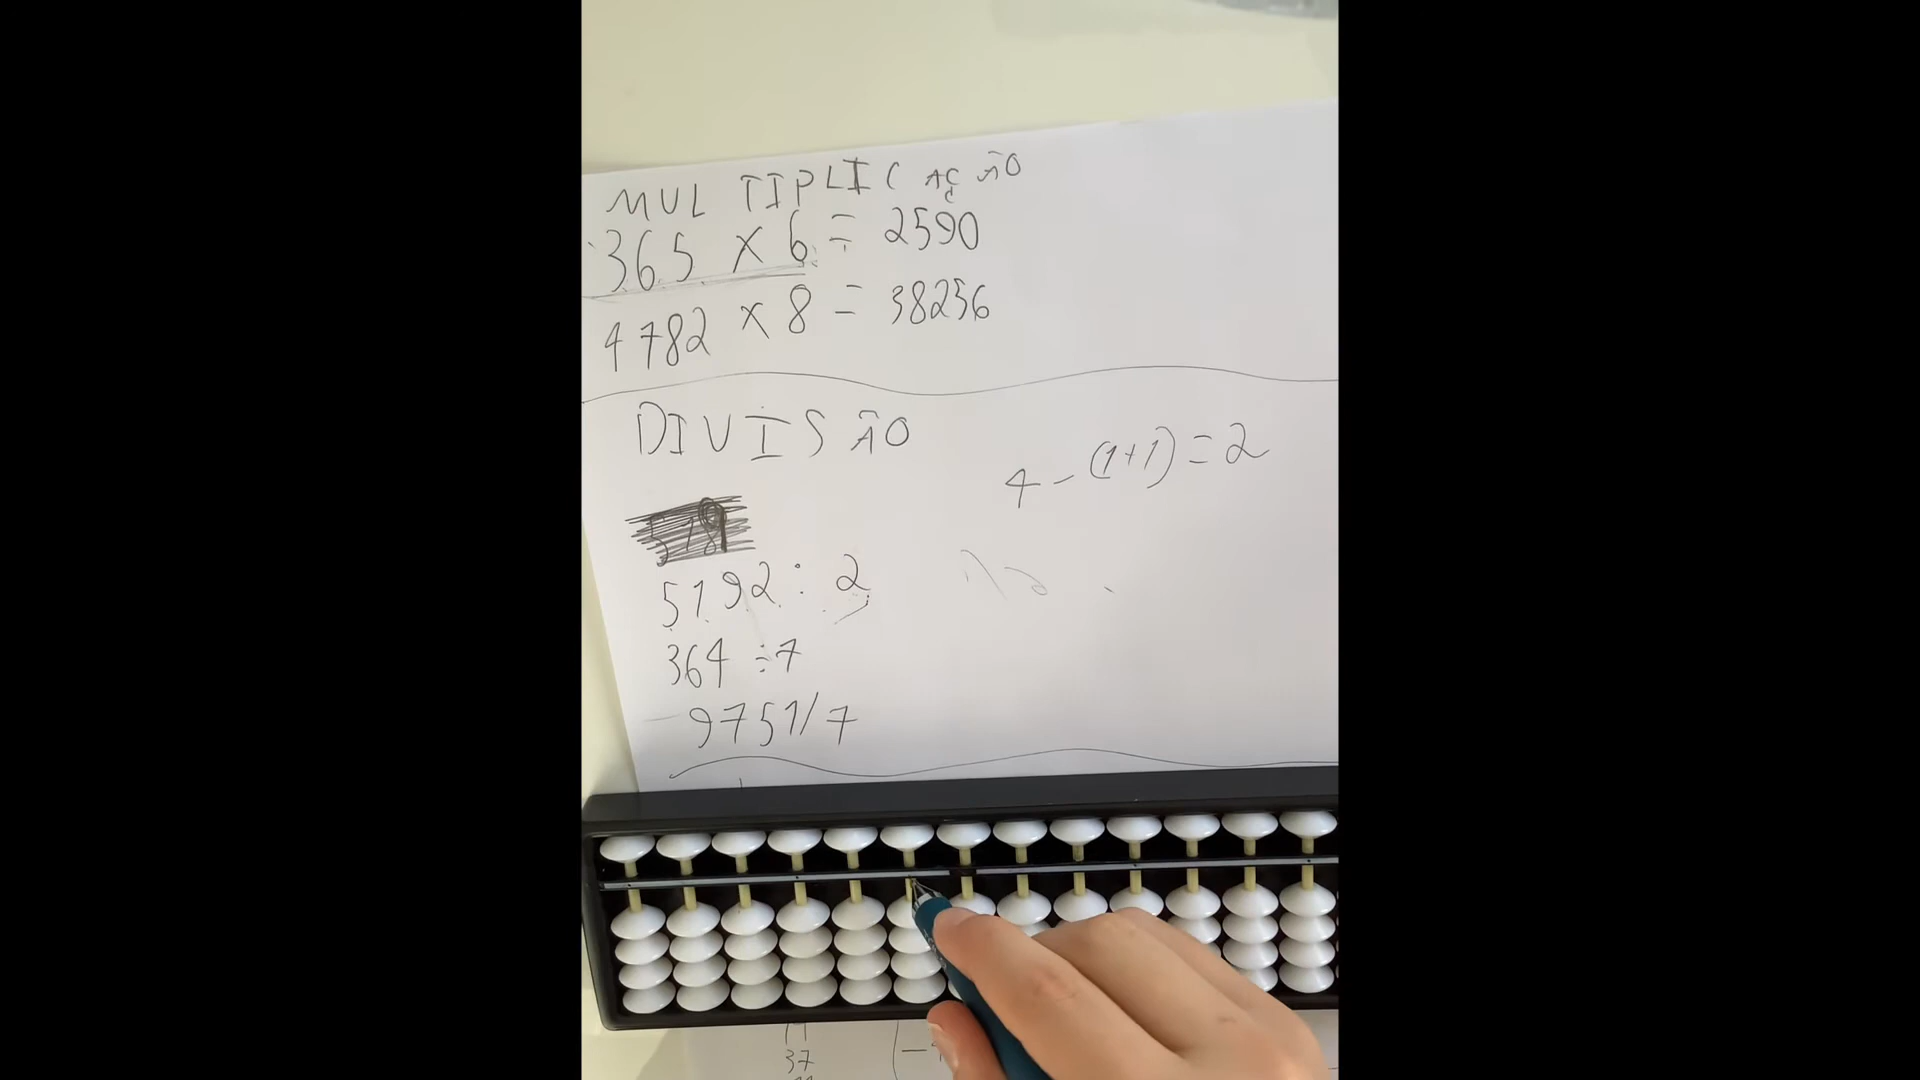 MULTIPLICAÇÃO
365 x 6 = 2590
4782 x 8 = 38256
DIVISÃO
4 - (1+1) = 2
5192 : 2
364 ÷ 7
9751/7
37